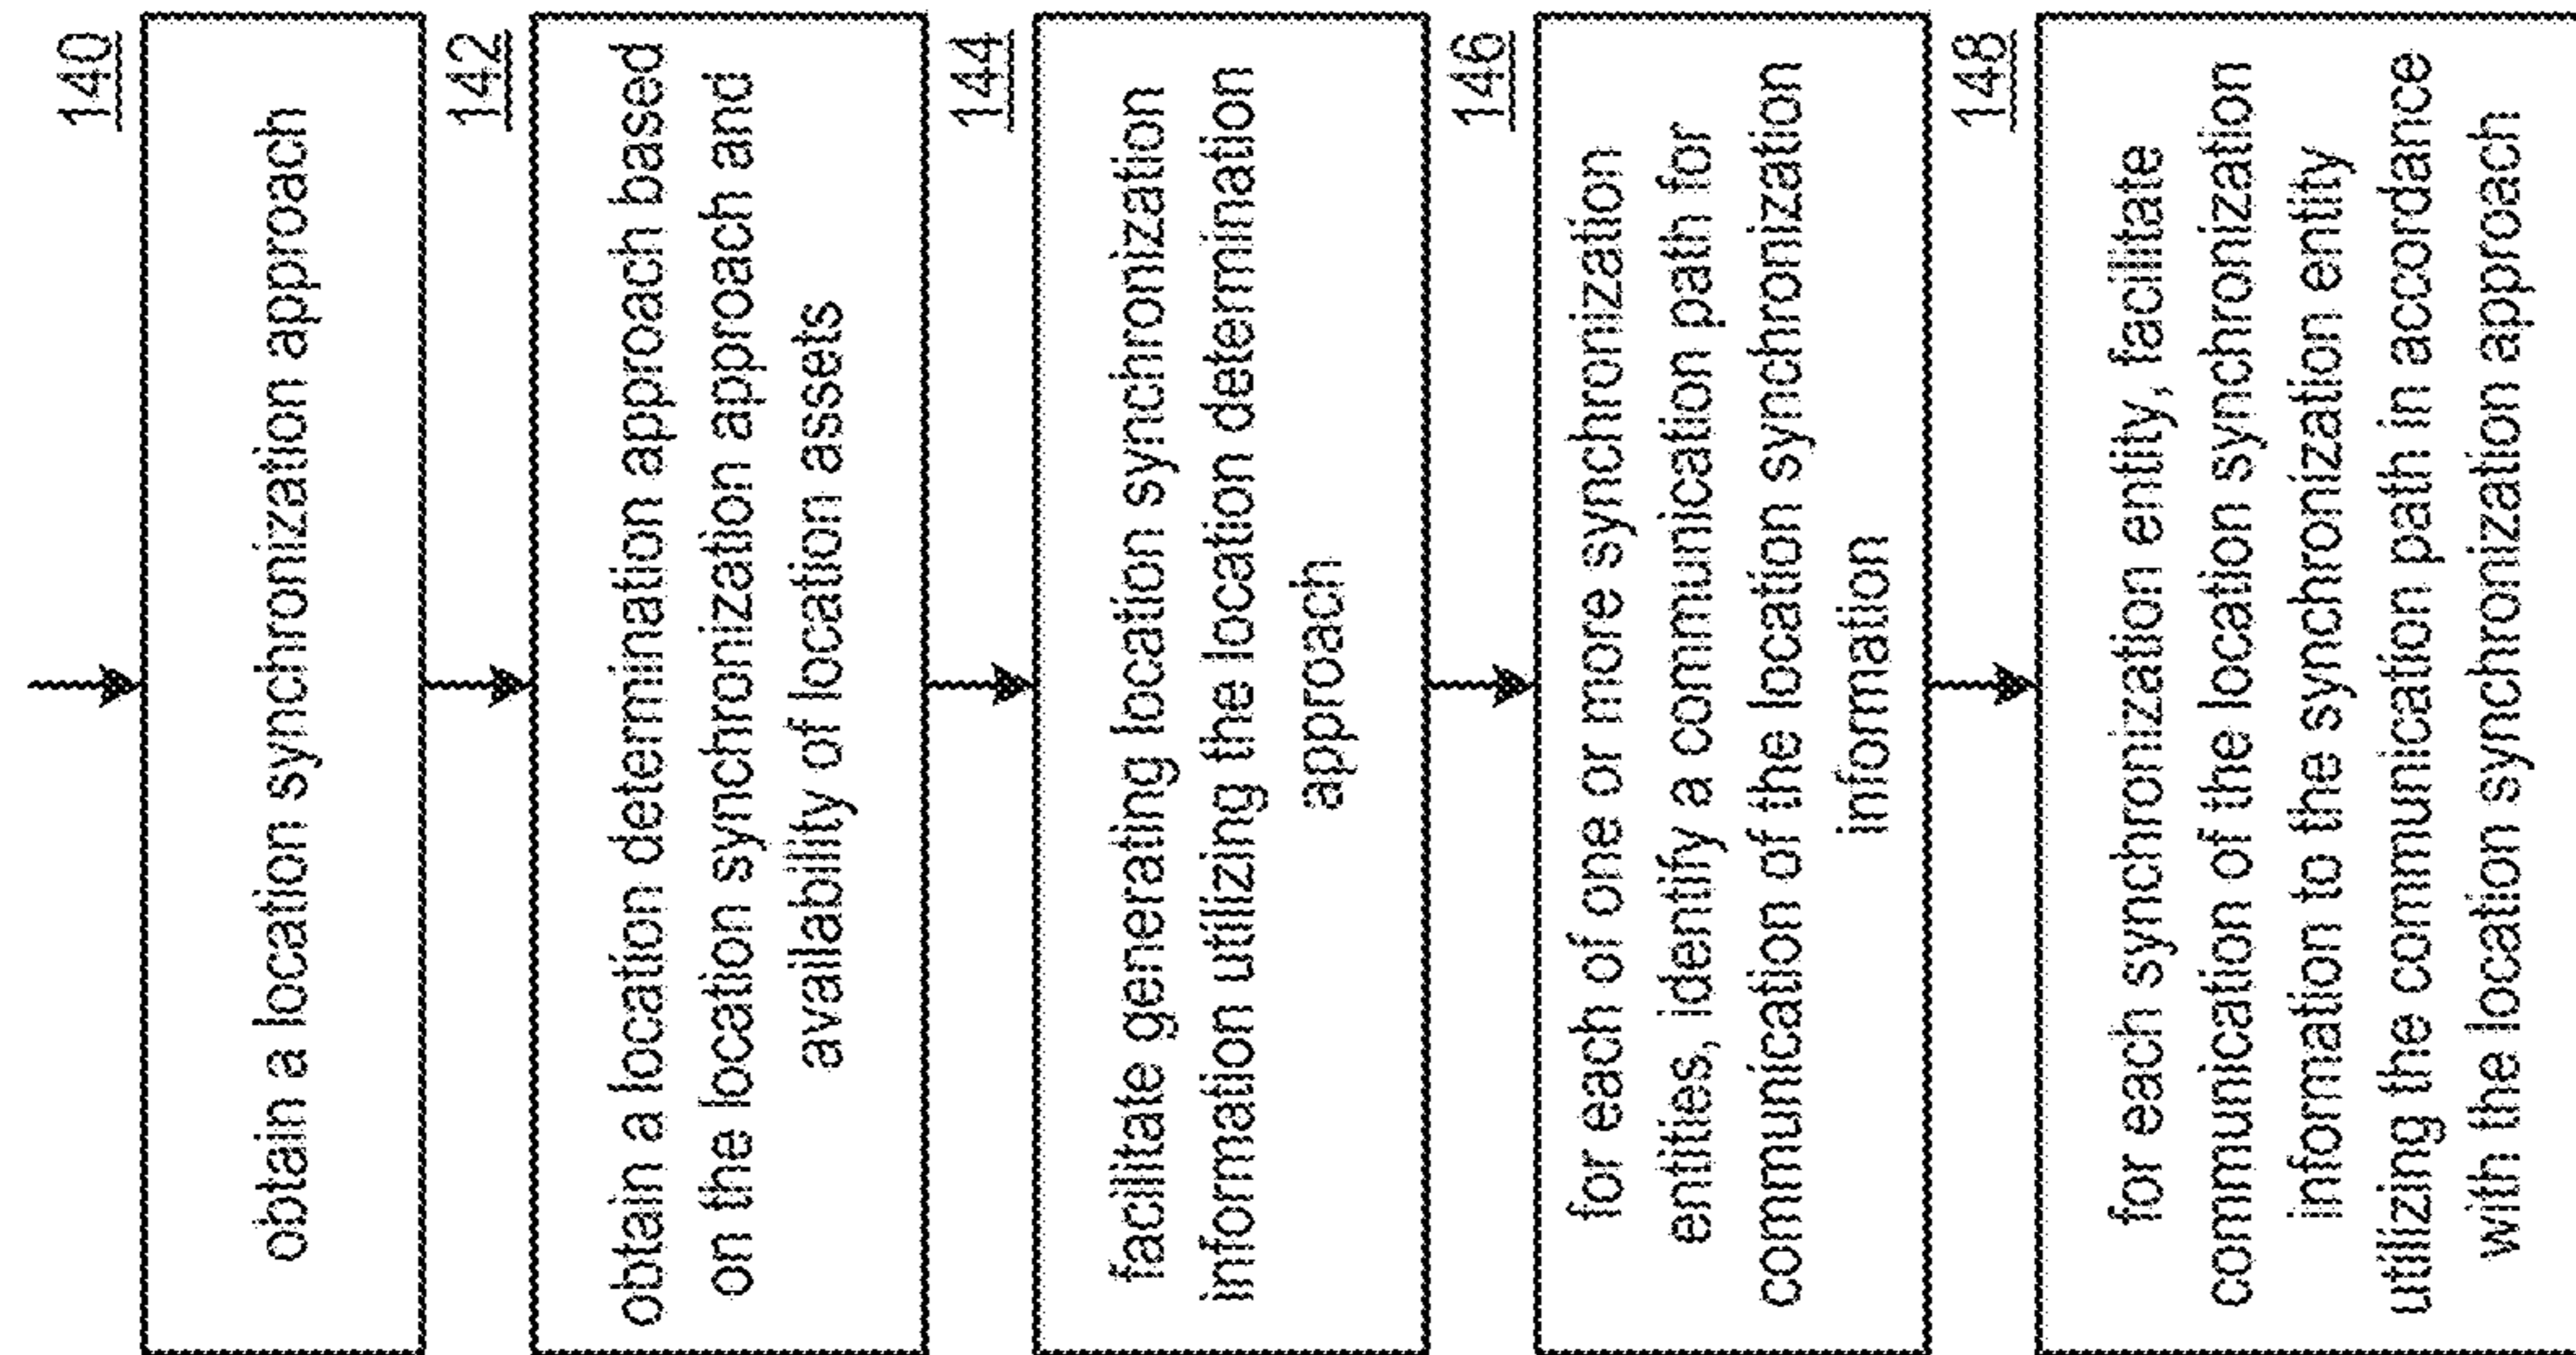 140
obtain a location synchronization approach
142
obtain a location determination approach based
on the location synchronization approach and
availability of location assets
144
facilitate generating location synchronization
information utilizing the location determination
approach
146
for each of one or more synchronization
entities, identify a communication path for
communication of the location synchronization
information
148
for each synchronization entity, facilitate
communication of the location synchronization
information to the synchronization entity
utilizing the communication path in accordance
with the location synchronization approach